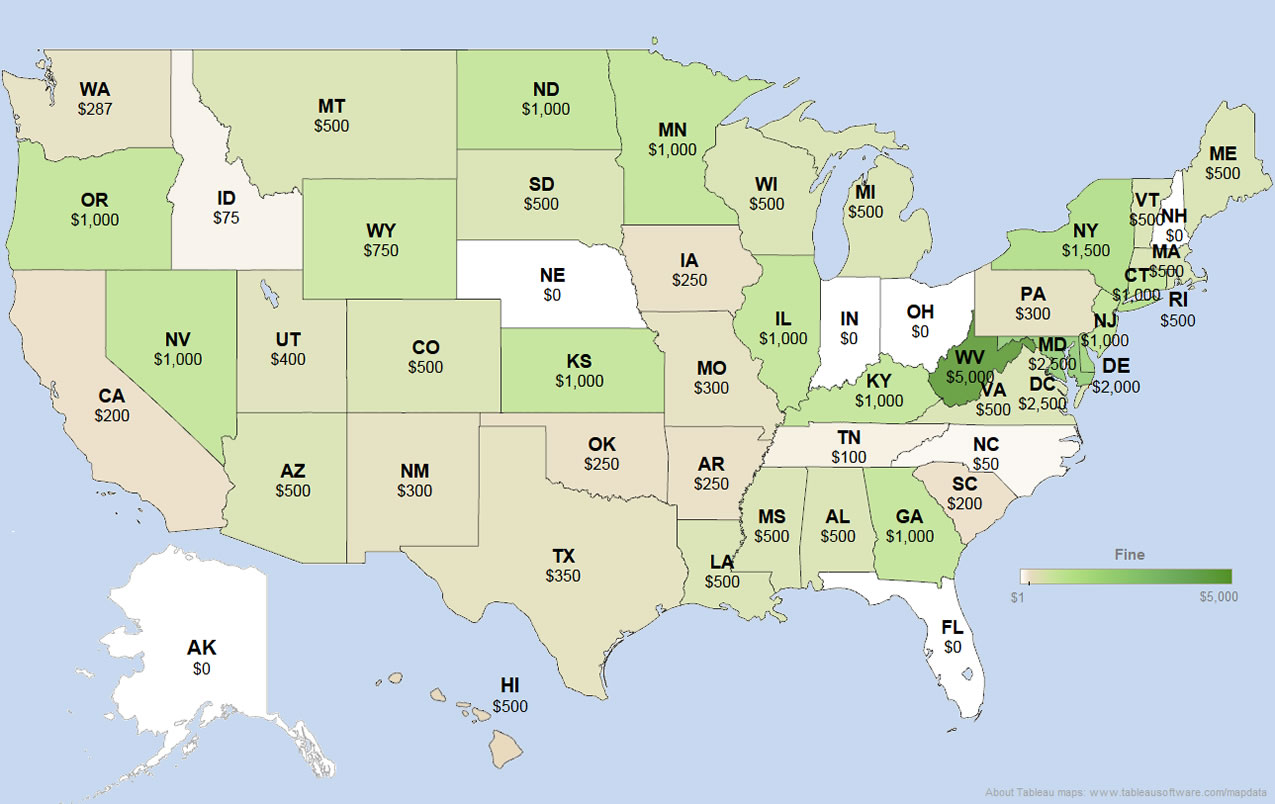 WA
$287
MT
$500
ND
$1,000
MN
$1,000
OR
$1,000
ID
$75
WY
$750
SD
$500
WI
$500
MI
$500
ME
$500
VT
$500
NH
$0
NY
$1,500
MA
$500
CT
$1,000
RI
$500
NE
$0
IA
$250
PA
$300
NJ
$1,000
NV
$1,000
UT
$400
CO
$500
KS
$1,000
MO
$300
IL
$1,000
IN
$0
OH
$0
WV
$5,000
MD
$2,500
DE
$2,000
DC
$2,500
VA
$500
KY
$1,000
CA
$200
AZ
$500
NM
$300
OK
$250
AR
$250
TN
$100
NC
$50
SC
$200
TX
$350
LA
$500
MS
$500
AL
$500
GA
$1,000
FL
$0
AK
$0
HI
$500
Fine
$1
$5,000
About Tableau maps: www.tableausoftware.com/mapdata